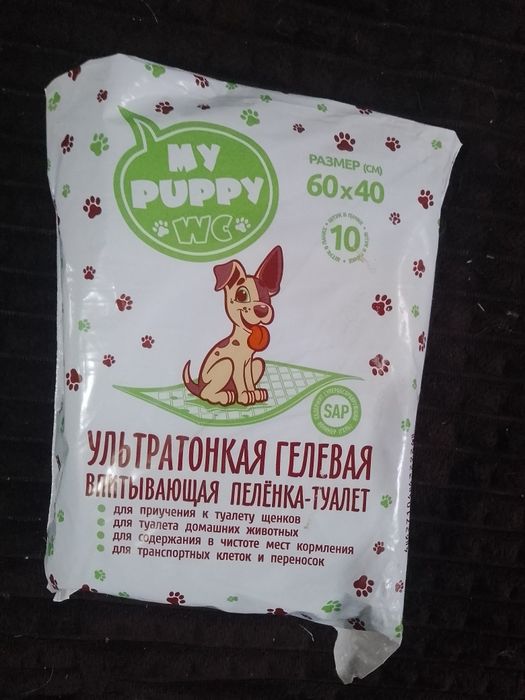 MY
PUPPY
WC
РАЗМЕР (СМ)
60х40
10
SAP
УЛЬТРАТОНКАЯ ГЕЛЕВАЯ
ВПИТЫВАЮЩАЯ ПЕЛЁНКА-ТУАЛЕТ
для приучения к туалету щенков
для туалета домашних животных
для содержания в чистоте мест кормления
для транспортных клеток и переносок